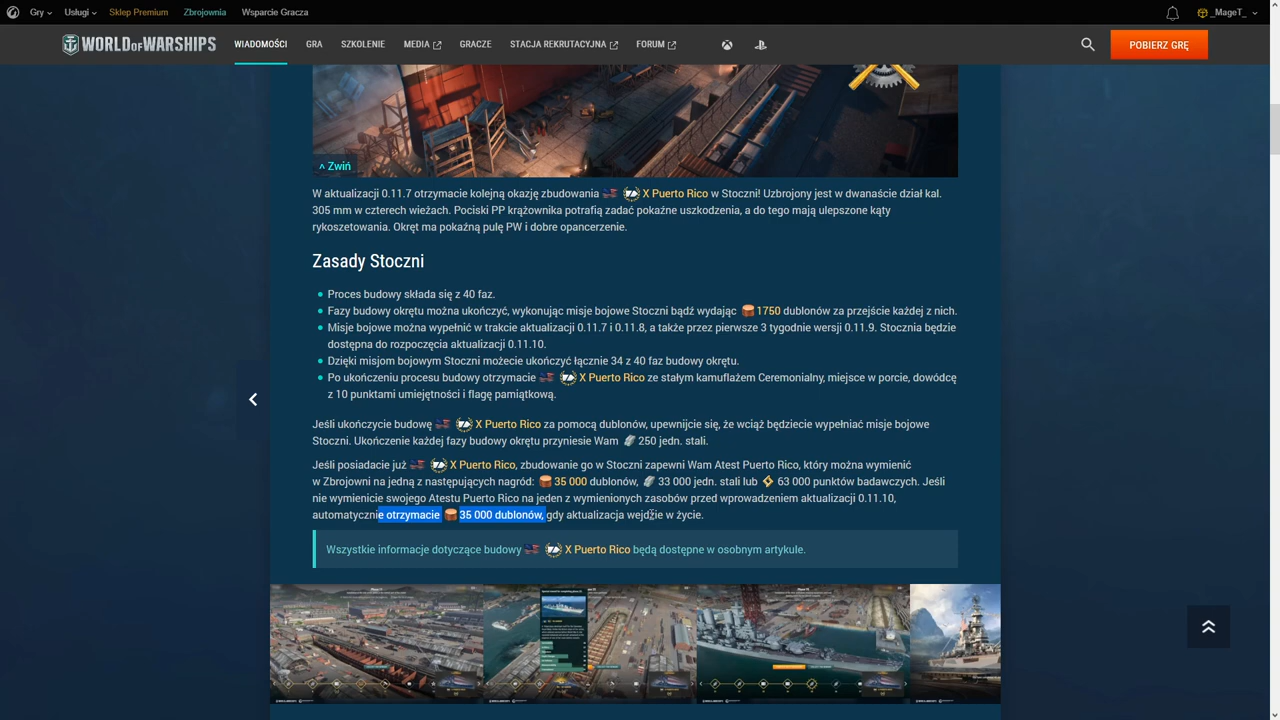 Gry Usługi Sklep Premium Zbrojownia Wsparcie Gracza _MageT_
WORLD OF WARSHIPS WIADOMOŚCI GRA SZKOLENIE MEDIA GRACZE STACJA REKRUTACYJNA FORUM POBIERZ GRĘ
^ Zwiń
W aktualizacji 0.11.7 otrzymacie kolejną okazję zbudowania X Puerto Rico w Stoczni! Uzbrojony jest w dwanaście dział kal.
305 mm w czterech wieżach. Pociski PP krążownika potrafią zadać pokaźne uszkodzenia, a do tego mają ulepszone kąty
rykoszetowania. Okręt ma pokaźną pulę PW i dobre opancerzenie.
Zasady Stoczni
Proces budowy składa się z 40 faz.
Fazy budowy okrętu można ukończyć, wykonując misje bojowe Stoczni bądź wydając 1750 dublonów za przejście każdej z nich.
Misje bojowe można wypełnić w trakcie aktualizacji 0.11.7 i 0.11.8, a także przez pierwsze 3 tygodnie wersji 0.11.9. Stocznia będzie
dostępna do rozpoczęcia aktualizacji 0.11.10.
Dzięki misjom bojowym Stoczni możecie ukończyć łącznie 34 z 40 faz budowy okrętu.
Po ukończeniu procesu budowy otrzymacie X Puerto Rico ze stałym kamuflażem Ceremonialny, miejsce w porcie, dowódcę
z 10 punktami umiejętności i flagę pamiątkową.
Jeśli ukończycie budowę X Puerto Rico za pomocą dublonów, upewnijcie się, że wciąż będziecie wypełniać misje bojowe
Stoczni. Ukończenie każdej fazy budowy okrętu przyniesie Wam 250 jedn. stali.
Jeśli posiadacie już X Puerto Rico, zbudowanie go w Stoczni zapewni Wam Atest Puerto Rico, który można wymienić
w Zbrojowni na jedną z następujących nagród: 35 000 dublonów, 33 000 jedn. stali lub 63 000 punktów badawczych. Jeśli
nie wymienicie swojego Atestu Puerto Rico na jeden z wymienionych zasobów przed wprowadzeniem aktualizacji 0.11.10,
automatycznie otrzymacie 35 000 dublonów, gdy aktualizacja wejdzie w życie.
Wszystkie informacje dotyczące budowy X Puerto Rico będą dostępne w osobnym artykule.